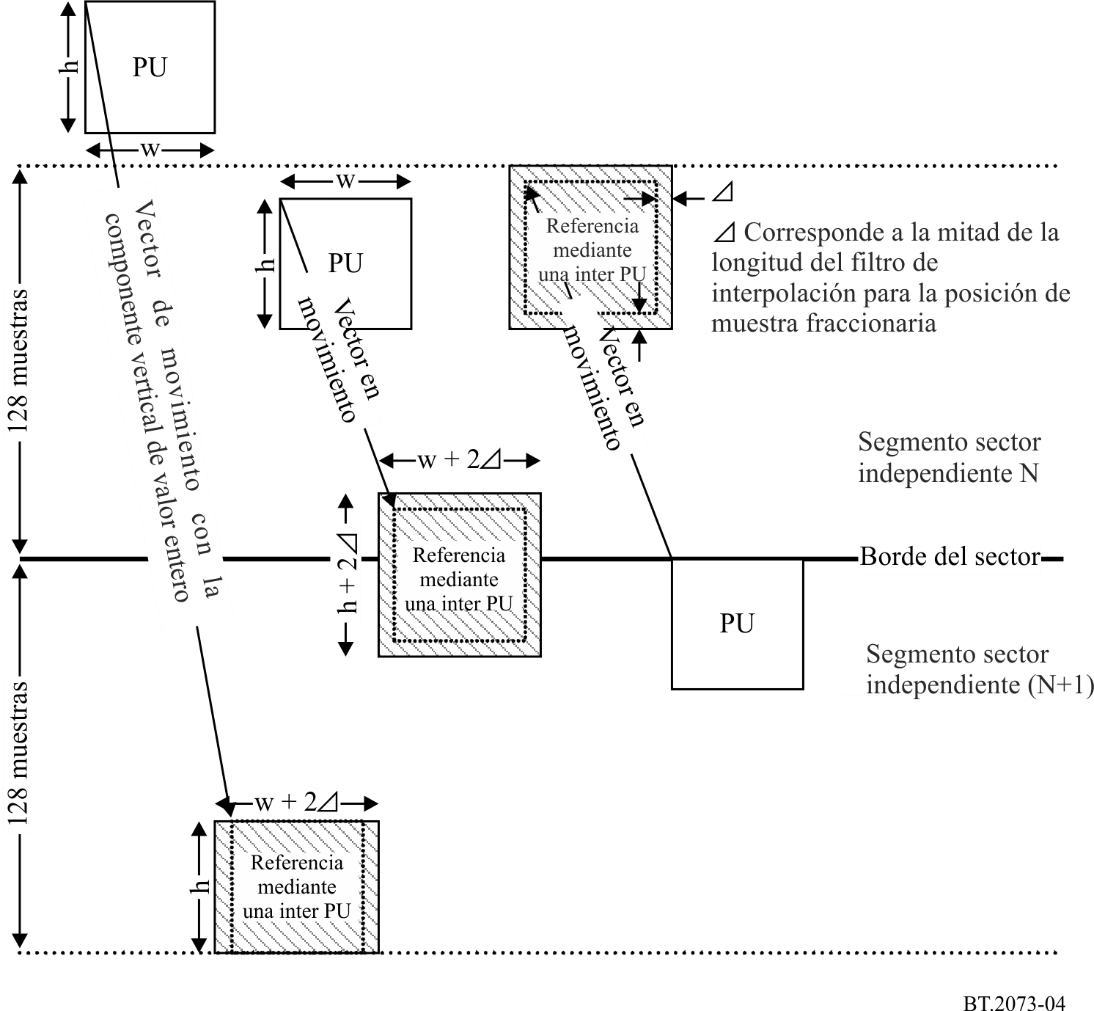 PU
h
w
128 muestras
Vector de movimiento con la
componente vertical de valor entero
w
h
PU
Vector en
movimiento
Referencia
mediante
una inter PU
⊿
⊿ Corresponde a la mitad de la
longitud del filtro de
interpolación para la posición de
muestra fraccionaria
Vector en
movimiento
Segmento sector
independiente N
w + 2⊿
h + 2⊿
Referencia
mediante
una inter PU
Borde del sector
PU
Segmento sector
independiente (N+1)
128 muestras
w + 2⊿
h
Referencia
mediante
una inter PU
BT.2073-04